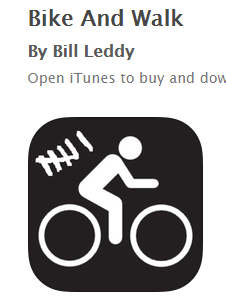 Bike And Walk
By Bill Leddy
Open iTunes to buy and dow